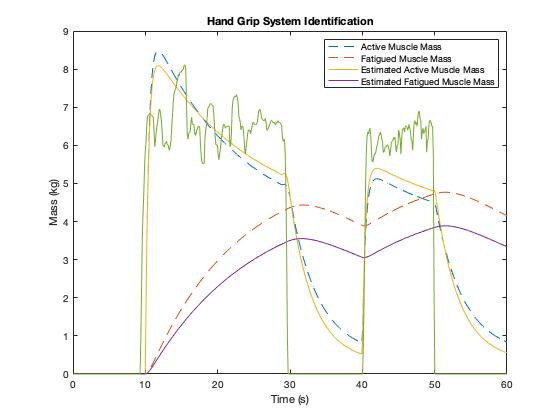 Hand Grip System Identification
9
8
7
6
5
4
3
2
1
0
Mass (kg)
Active Muscle Mass
Fatigued Muscle Mass
Estimated Active Muscle Mass
Estimated Fatigued Muscle Mass
0 10 20 30 40 50 60
Time (s)